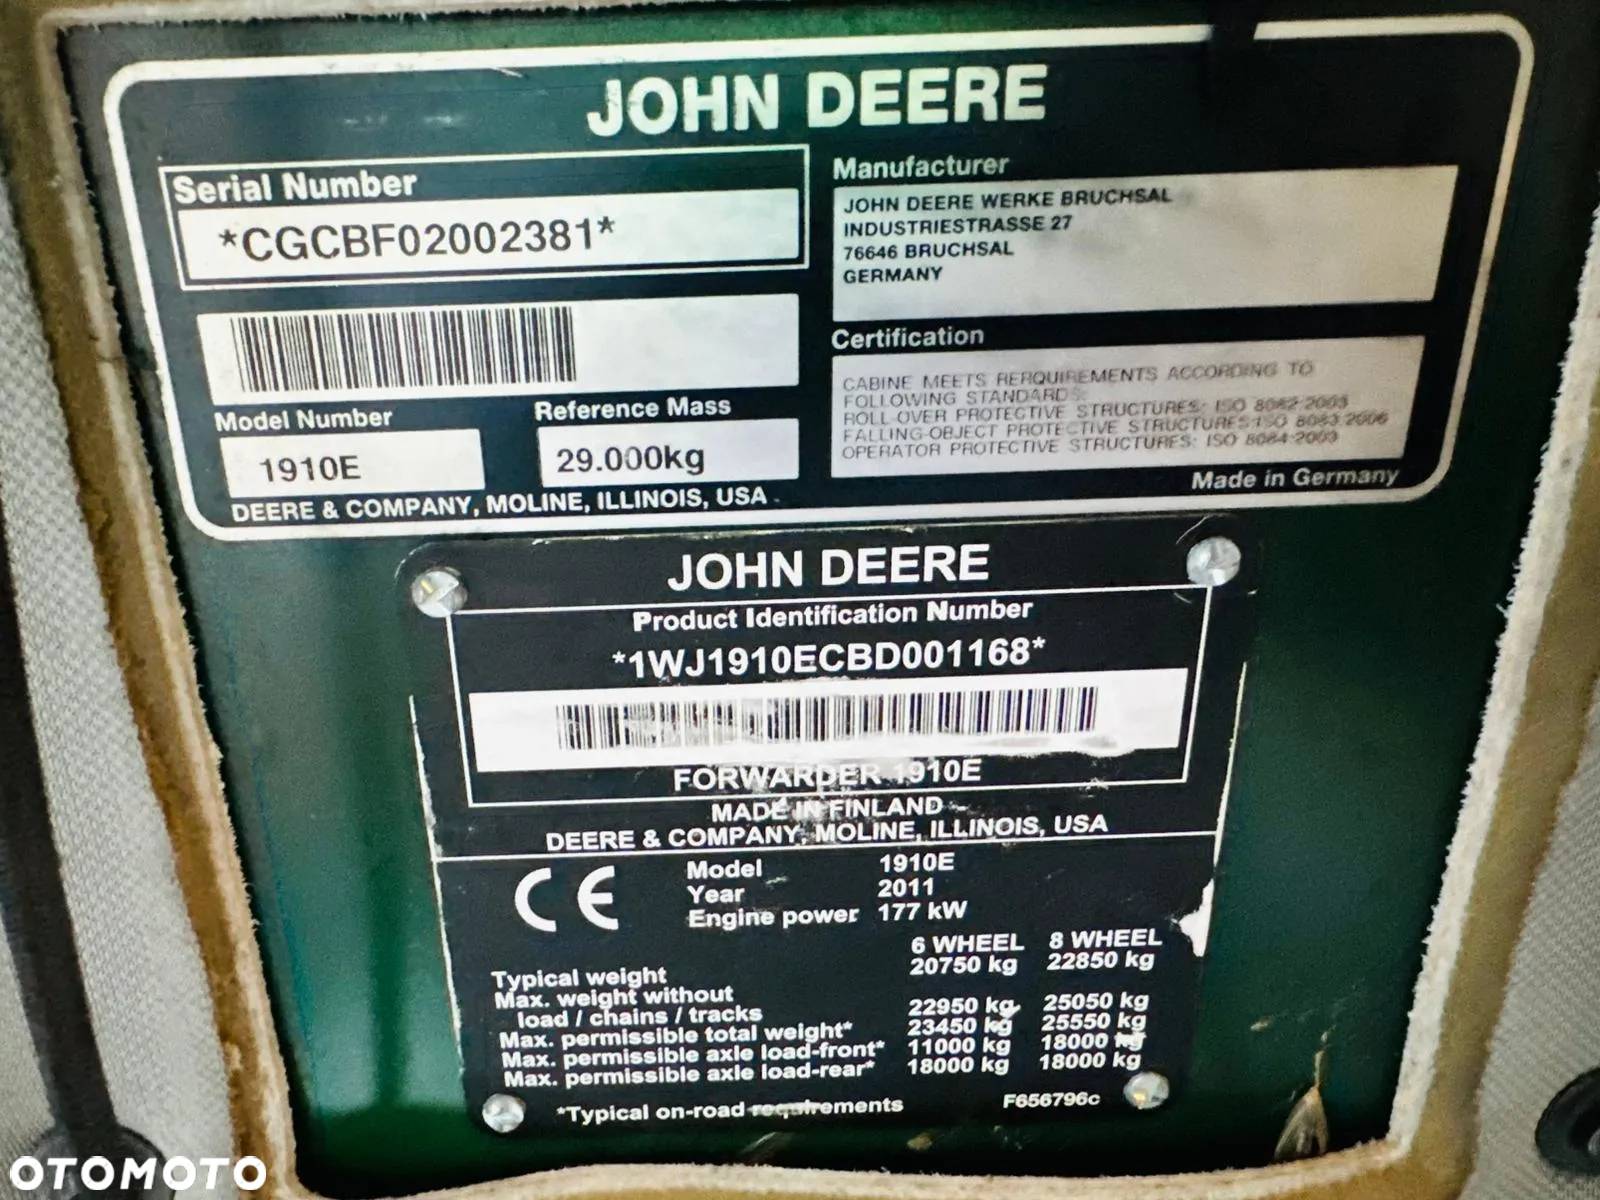 JOHN DEERE
Serial Number
*CGCBF02002381*
Model Number
1910E
Reference Mass
29.000kg
DEERE & COMPANY, MOLINE, ILLINOIS, USA
Manufacturer
JOHN DEERE WERKE BRUCHSAL
INDUSTRIESTRASSE 27
76646 BRUCHSAL
GERMANY
Certification
CABINE MEETS RERQUIREMENTS ACCORDING TO
FOLLOWING STANDARDS:
ROLL-OVER PROTECTIVE STRUCTURES: ISO 8082:2003
FALLING-OBJECT PROTECTIVE STRUCTURES:ISO 8083:2006
OPERATOR PROTECTIVE STRUCTURES: ISO 8084:2003
Made in Germany
JOHN DEERE
Product Identification Number
*1WJ1910ECBD001168*
FORWARDER 1910E
MADE IN FINLAND
DEERE & COMPANY, MOLINE, ILLINOIS, USA
CE
Model 1910E
Year 2011
Engine power 177 kW
6 WHEEL 8 WHEEL
Typical weight 20750 kg 22850 kg
Max. weight without
load / chains / tracks 22950 kg 25050 kg
Max. permissible total weight* 23450 kg 25550 kg
Max. permissible axle load-front* 11000 kg 18000 kg
Max. permissible axle load-rear* 18000 kg 18000 kg
*Typical on-road requirements F656796c
OTOMOTO